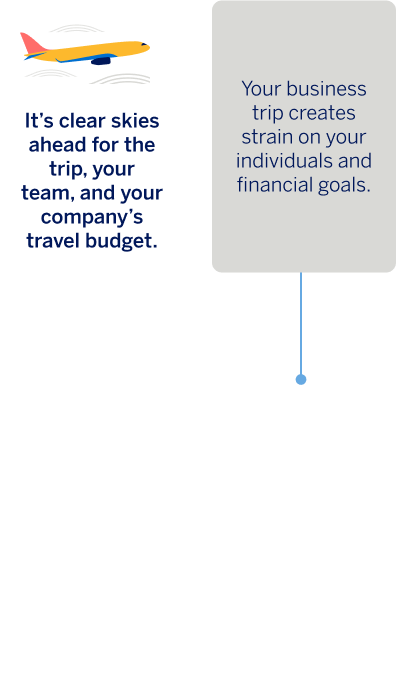 It's clear skies
ahead for the
trip, your
team, and your
company's
travel budget.
Your business
trip creates
strain on your
individuals and
financial goals.